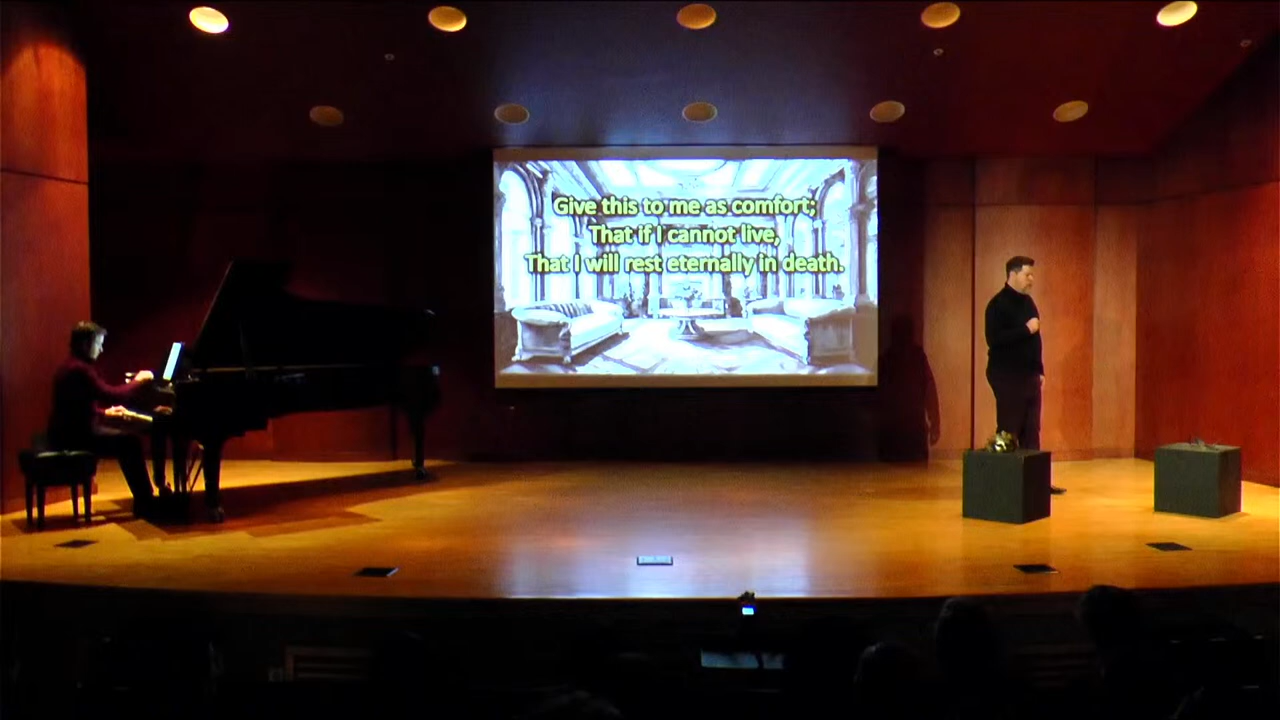 Give this to me as comfort;
That if I cannot live,
That I will rest eternally in death.